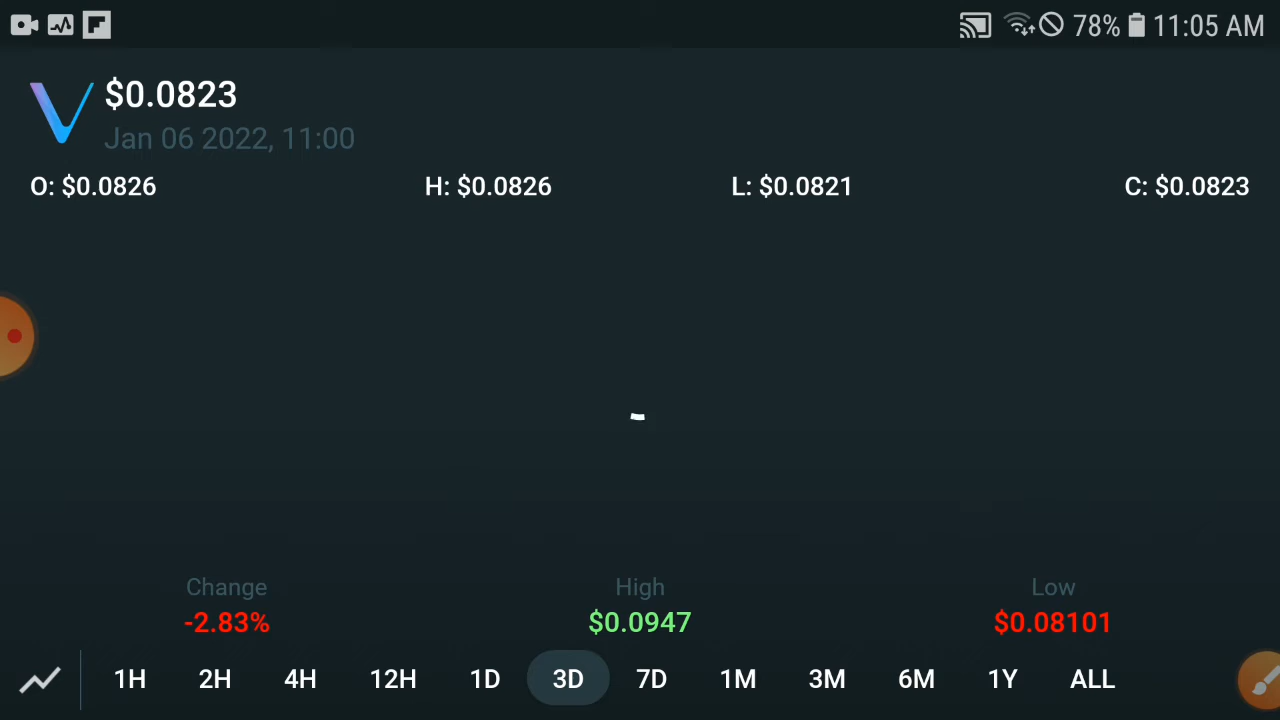 78% 11:05 AM
$0.0823
Jan 06 2022, 11:00
O: $0.0826 H: $0.0826 L: $0.0821 C: $0.0823
Change High Low
-2.83% $0.0947 $0.08101
1H 2H 4H 12H 1D 3D 7D 1M 3M 6M 1Y ALL